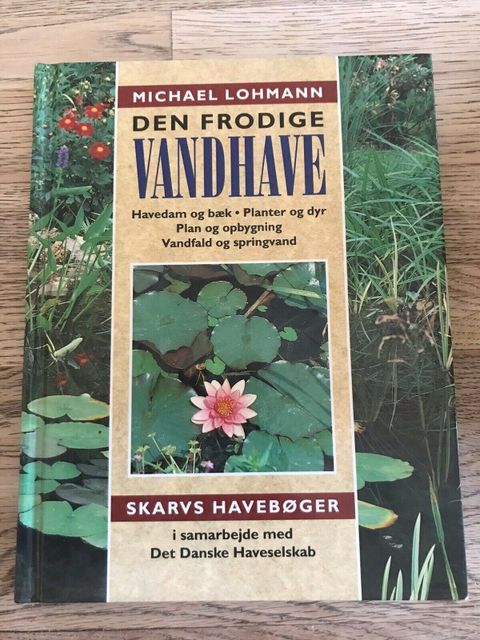 MICHAEL LOHMANN
DEN FRODIGE
VANDHAVE
Havedam og bæk • Planter og dyr
Plan og opbygning
Vandfald og springvand
SKARVS HAVEBØGER
i samarbejde med
Det Danske Haveselskab